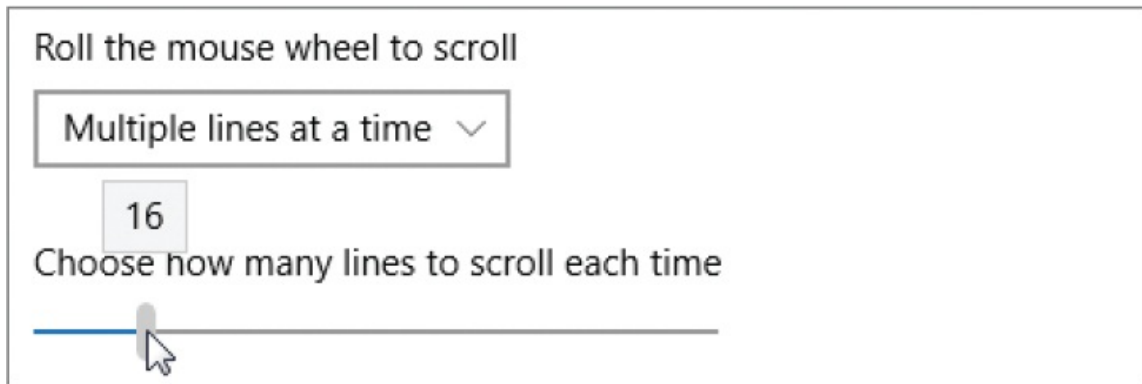 Roll the mouse wheel to scroll
Multiple lines at a time
16
Choose how many lines to scroll each time